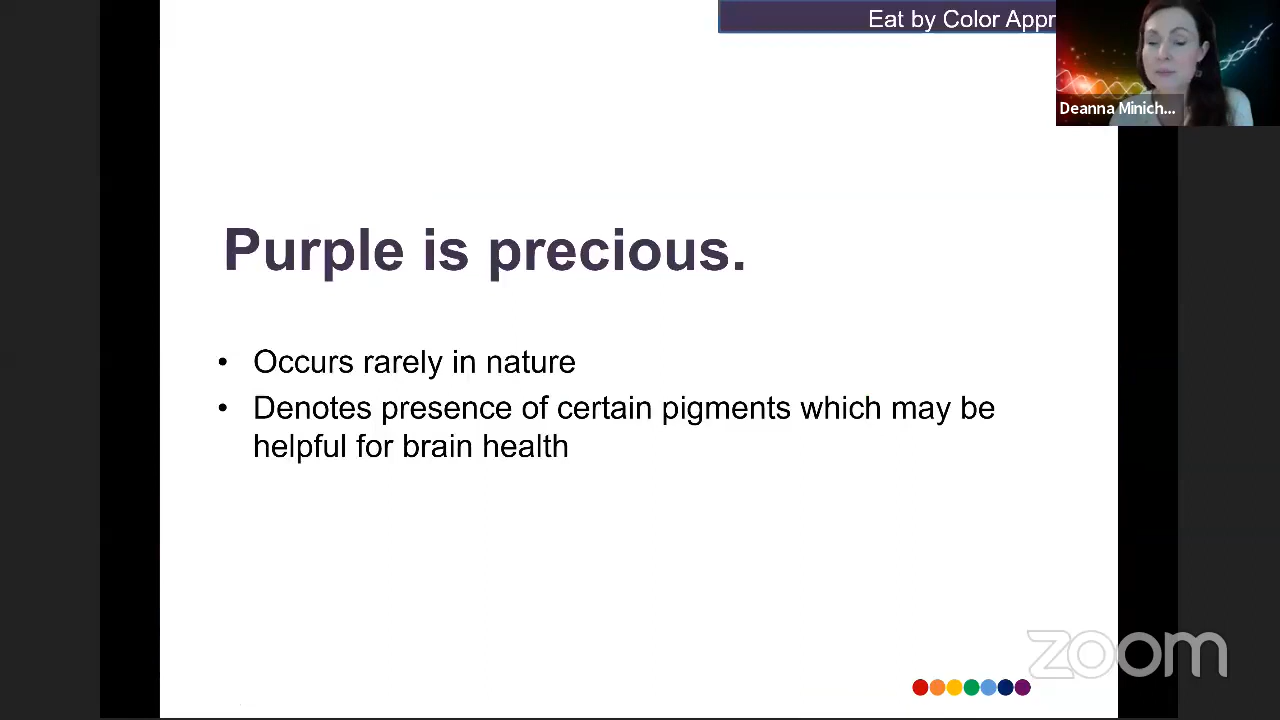 Eat by Color Appr
Deanna Minich...
Purple is precious.
• Occurs rarely in nature
• Denotes presence of certain pigments which may be
helpful for brain health
zoom